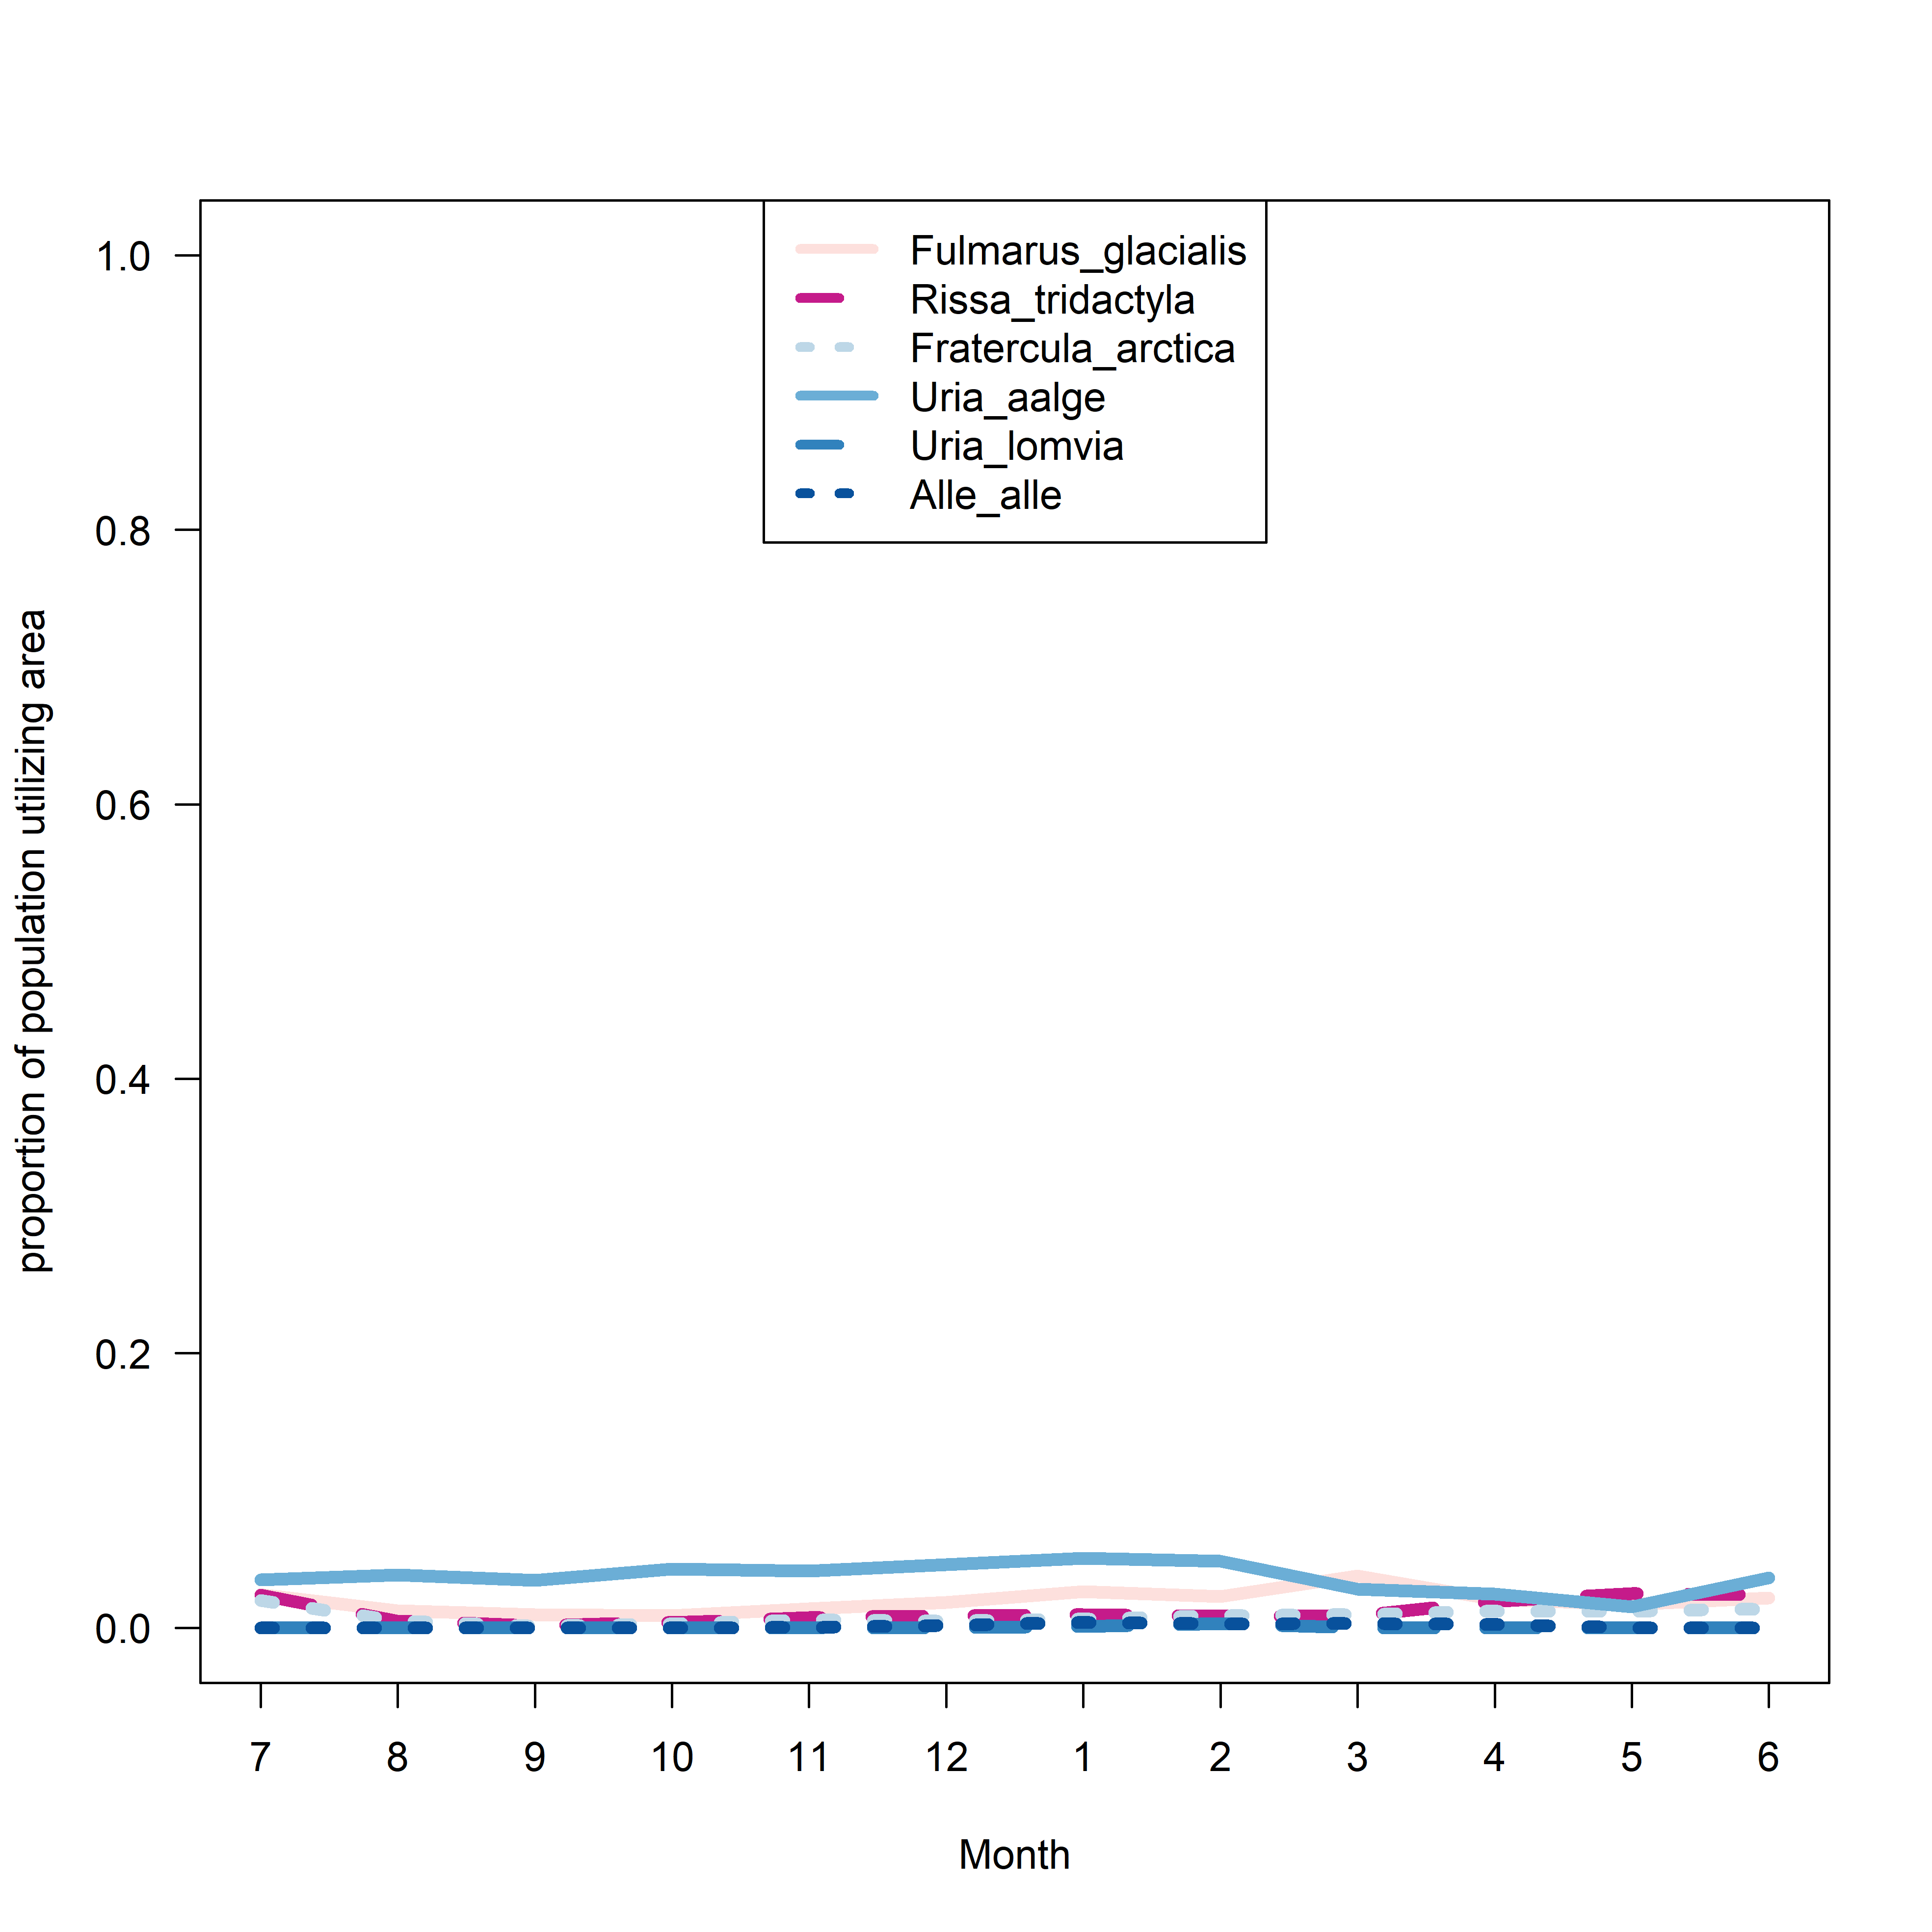 Fulmarus_glacialis
Rissa_tridactyla
Fratercula_arctica
Uria_aalge
Uria_lomvia
Alle_alle
1.0
0.8
0.6
0.4
0.2
0.0
proportion of population utilizing area
7 8 9 10 11 12 1 2 3 4 5 6
Month